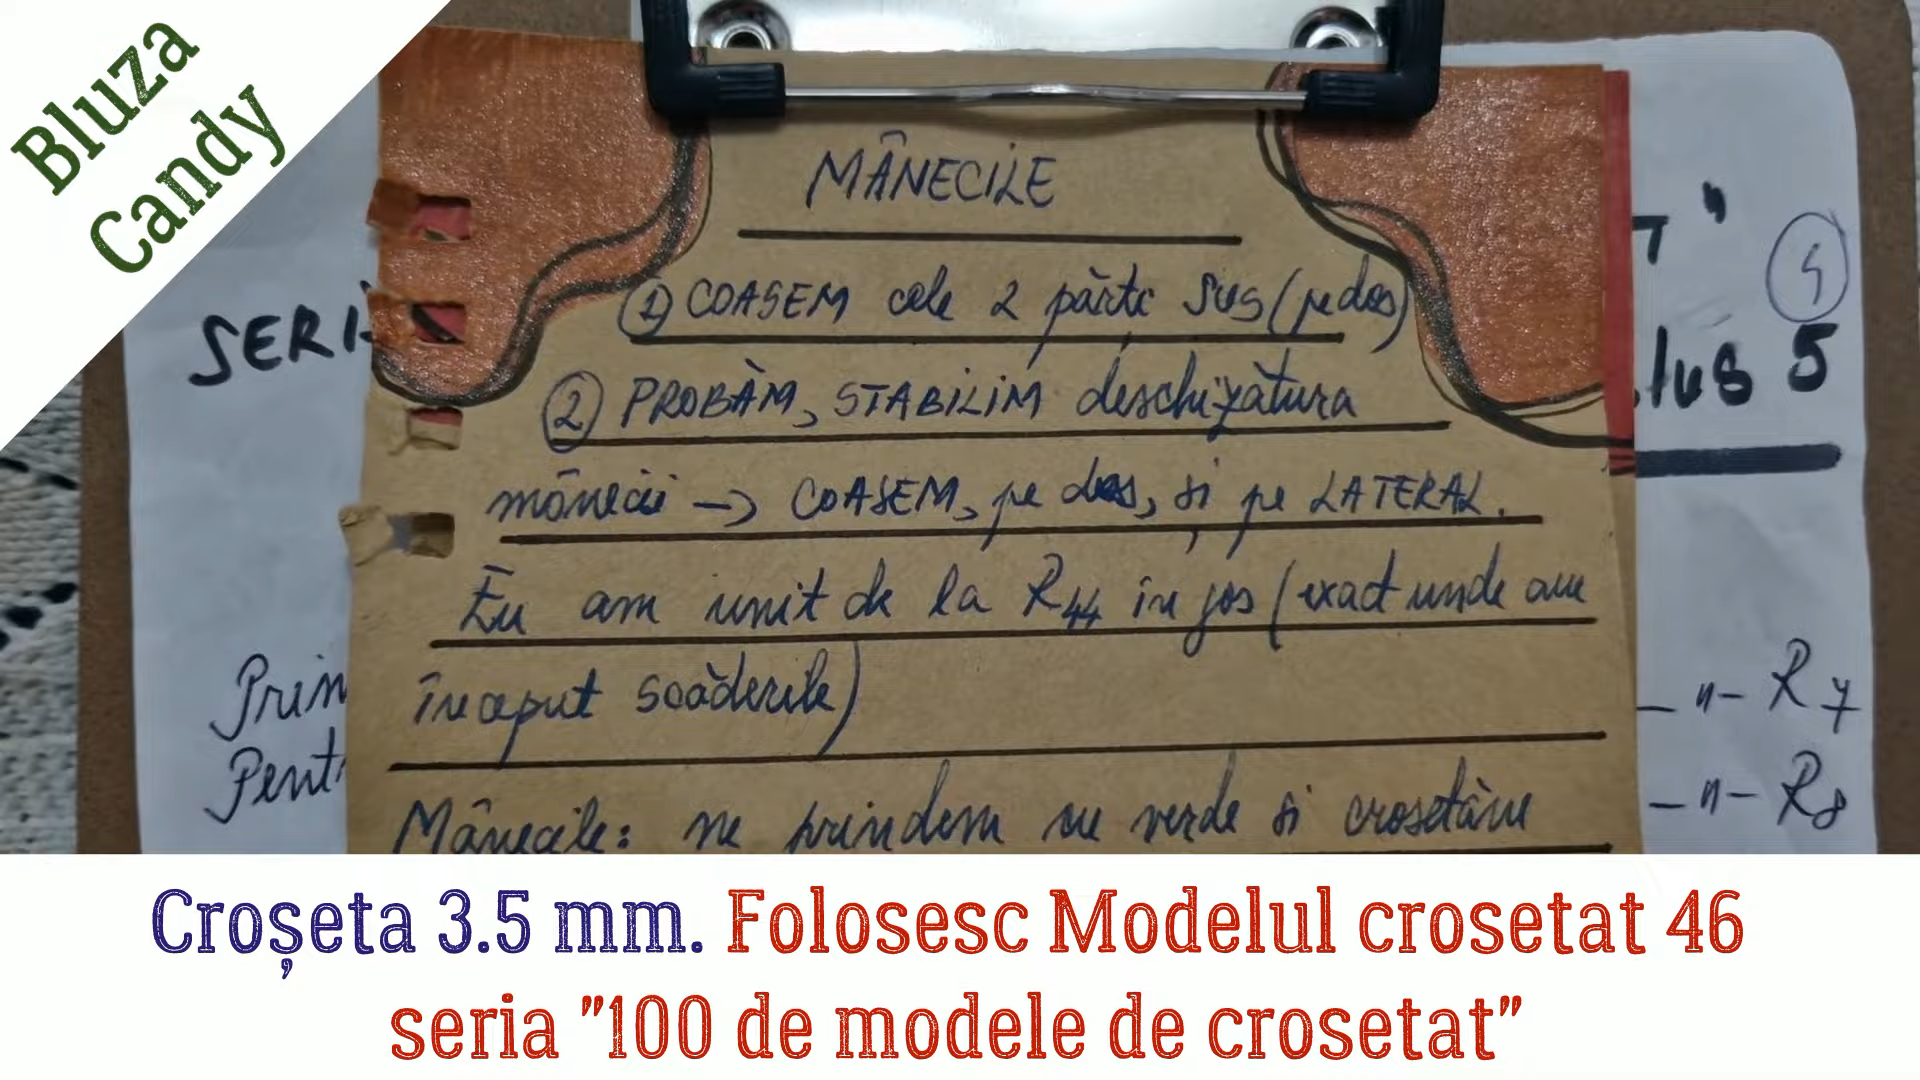 Bluza
Candy
MÂNECILE
① COASEM cele 2 părți sus (pe dos)
② PROBĂM, STABILIM deschizătura
mânecii -> COASEM, pe dos, și pe LATERAL.
Eu am unit de la R44 în jos (exact unde am
început scăderile)
Mânecile: ne prindem cu verde și croșetăm
SERI
T"
5
Prin
-"- R7
Pent
-"- R8
Croșeta 3.5 mm. Folosesc Modelul crosetat 46
seria "100 de modele de crosetat"